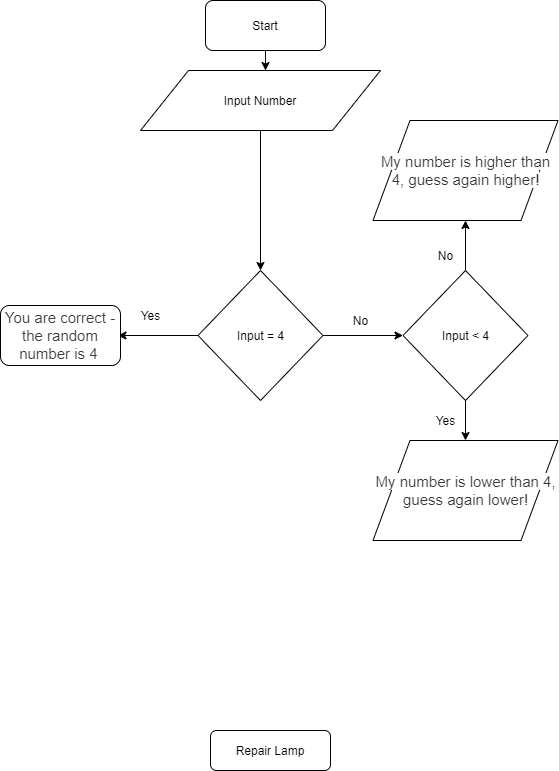 Start
Input Number
My number is higher than
4, guess again higher!
No
You are correct -
the random
number is 4
Yes
Input = 4
No
Input < 4
Yes
My number is lower than 4,
guess again lower!
Repair Lamp